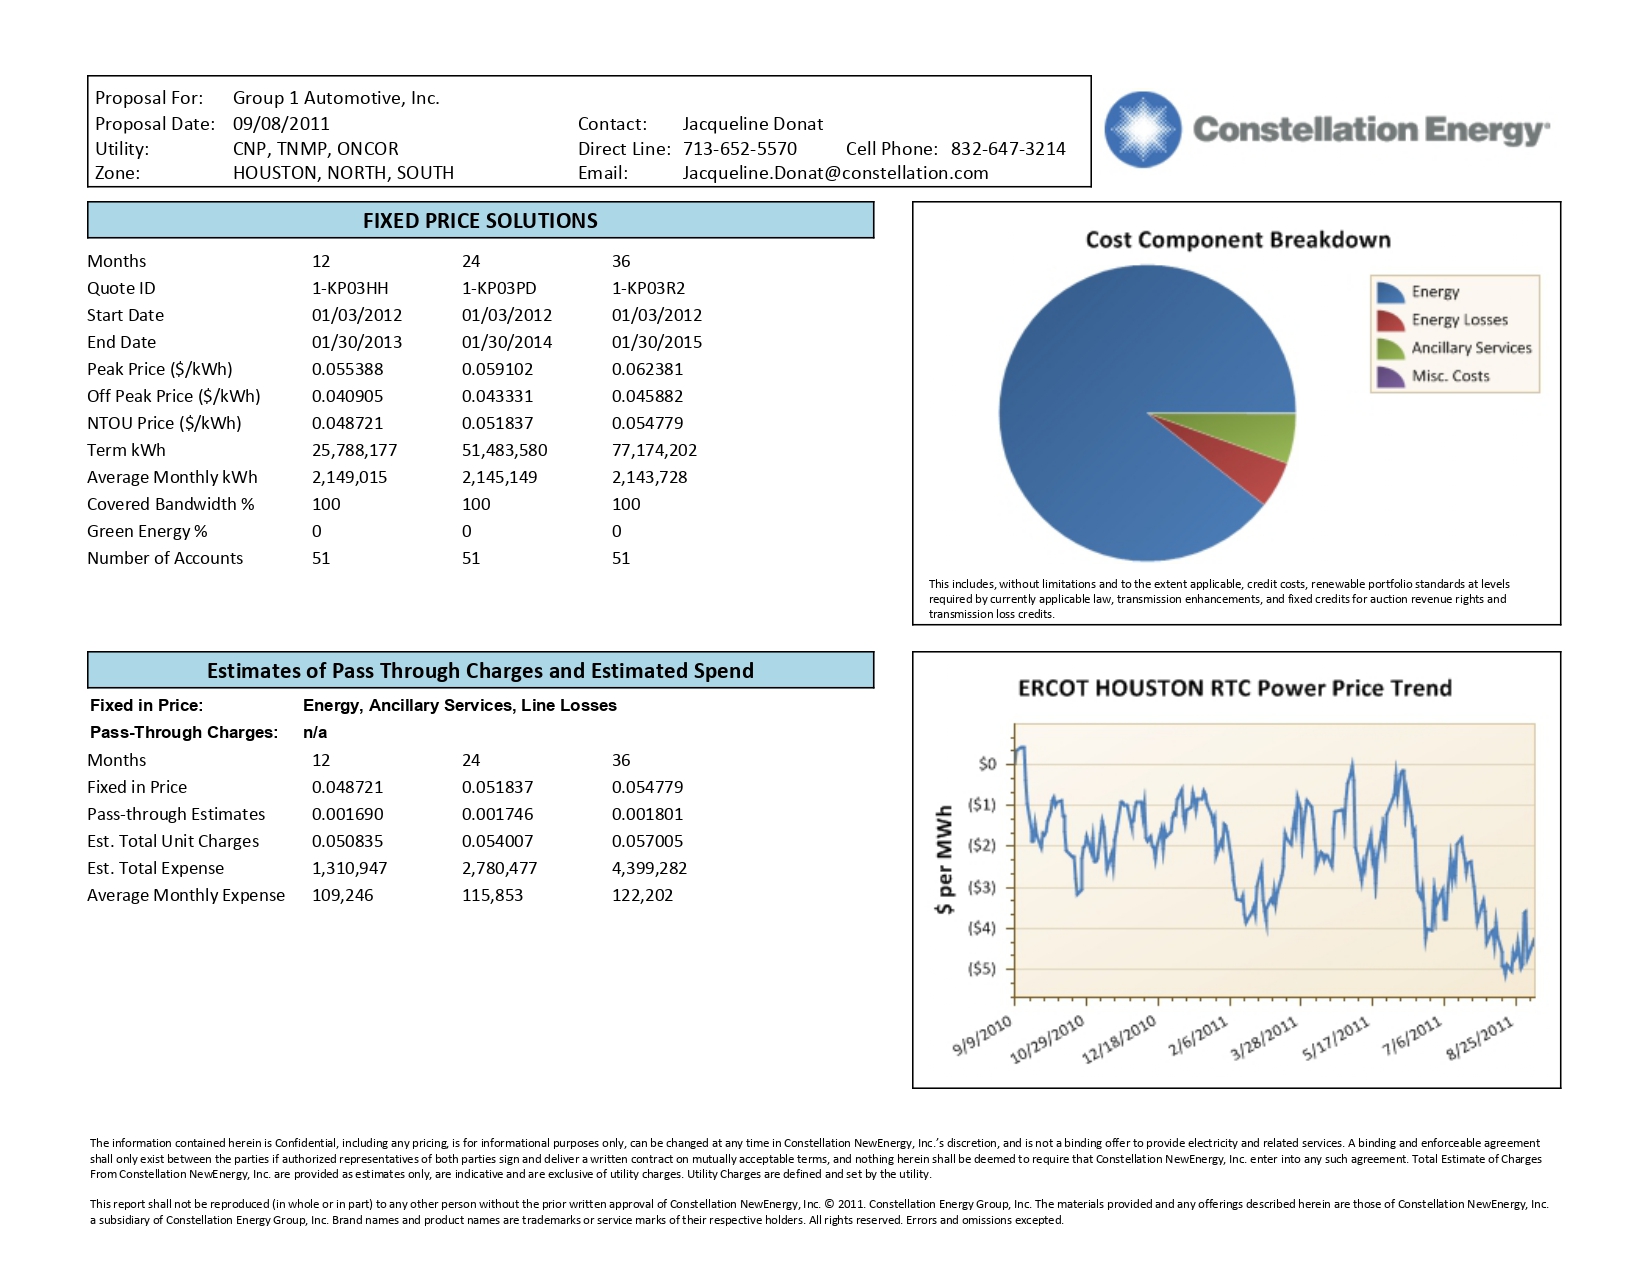 Proposal For: Group 1 Automotive, Inc.
Proposal Date: 09/08/2011 Contact: Jacqueline Donat
Utility: CNP, TNMP, ONCOR Direct Line: 713-652-5570 Cell Phone: 832-647-3214
Zone: HOUSTON, NORTH, SOUTH Email: Jacqueline.Donat@constellation.com
Constellation Energy
FIXED PRICE SOLUTIONS
Months 12 24 36
Quote ID 1-KP03HH 1-KP03PD 1-KP03R2
Start Date 01/03/2012 01/03/2012 01/03/2012
End Date 01/30/2013 01/30/2014 01/30/2015
Peak Price ($/kWh) 0.055388 0.059102 0.062381
Off Peak Price ($/kWh) 0.040905 0.043331 0.045882
NTOU Price ($/kWh) 0.048721 0.051837 0.054779
Term kWh 25,788,177 51,483,580 77,174,202
Average Monthly kWh 2,149,015 2,145,149 2,143,728
Covered Bandwidth % 100 100 100
Green Energy % 0 0 0
Number of Accounts 51 51 51
Cost Component Breakdown
Energy
Energy Losses
Ancillary Services
Misc. Costs
This includes, without limitations and to the extent applicable, credit costs, renewable portfolio standards at levels
required by currently applicable law, transmission enhancements, and fixed credits for auction revenue rights and
transmission loss credits.
Estimates of Pass Through Charges and Estimated Spend
Fixed in Price: Energy, Ancillary Services, Line Losses
Pass-Through Charges: n/a
Months 12 24 36
Fixed in Price 0.048721 0.051837 0.054779
Pass-through Estimates 0.001690 0.001746 0.001801
Est. Total Unit Charges 0.050835 0.054007 0.057005
Est. Total Expense 1,310,947 2,780,477 4,399,282
Average Monthly Expense 109,246 115,853 122,202
ERCOT HOUSTON RTC Power Price Trend
$ per MWh
$0
($1)
($2)
($3)
($4)
($5)
9/9/2010 10/29/2010 12/18/2010 2/6/2011 3/28/2011 5/17/2011 7/6/2011 8/25/2011
The information contained herein is Confidential, including any pricing, is for informational purposes only, can be changed at any time in Constellation NewEnergy, Inc.'s discretion, and is not a binding offer to provide electricity and related services. A binding and enforceable agreement
shall only exist between the parties if authorized representatives of both parties sign and deliver a written contract on mutually acceptable terms, and nothing herein shall be deemed to require that Constellation NewEnergy, Inc. enter into any such agreement. Total Estimate of Charges
From Constellation NewEnergy, Inc. are provided as estimates only, are indicative and are exclusive of utility charges. Utility Charges are defined and set by the utility.
This report shall not be reproduced (in whole or in part) to any other person without the prior written approval of Constellation NewEnergy, Inc. © 2011. Constellation Energy Group, Inc. The materials provided and any offerings described herein are those of Constellation NewEnergy, Inc.
a subsidiary of Constellation Energy Group, Inc. Brand names and product names are trademarks or service marks of their respective holders. All rights reserved. Errors and omissions excepted.